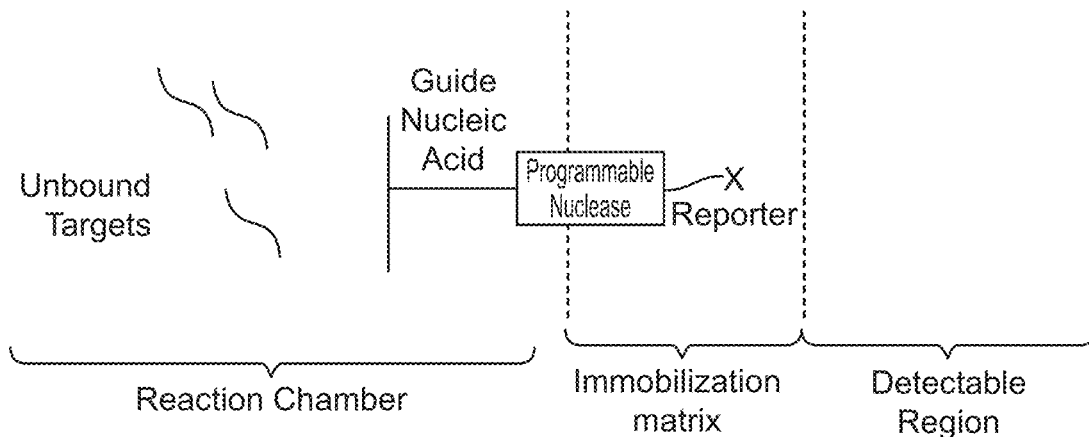 Guide
Nucleic
Acid
Unbound
Targets
Programmable
Nuclease
X
Reporter
Reaction Chamber
Immobilization
matrix
Detectable
Region